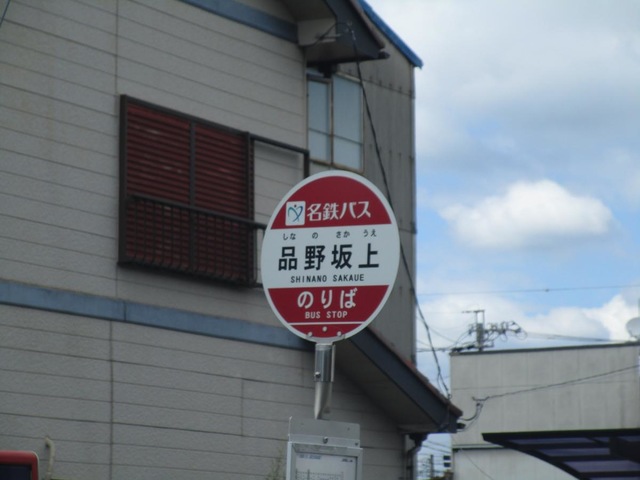 名鉄バス
しな の さか うえ
品野坂上
SHINANO SAKAUE
のりば
BUS STOP